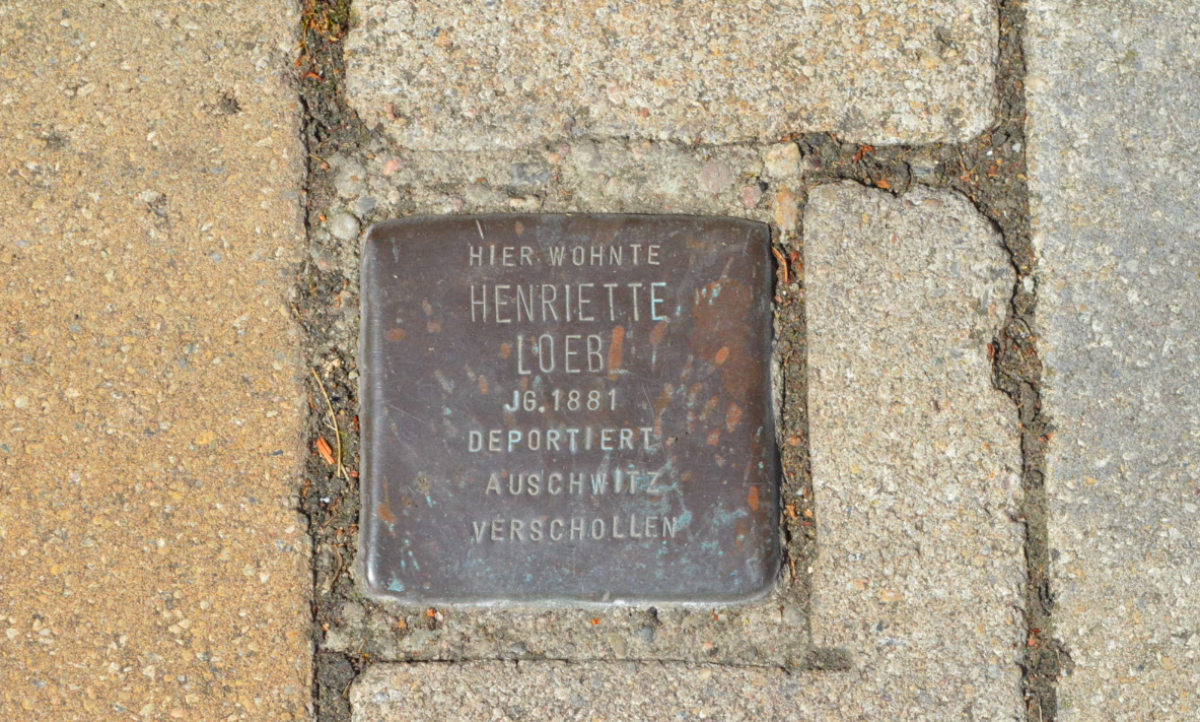 HIER WOHNTE
HENRIETTE
LOEB
JG. 1881
DEPORTIERT
AUSCHWITZ
VERSCHOLLEN